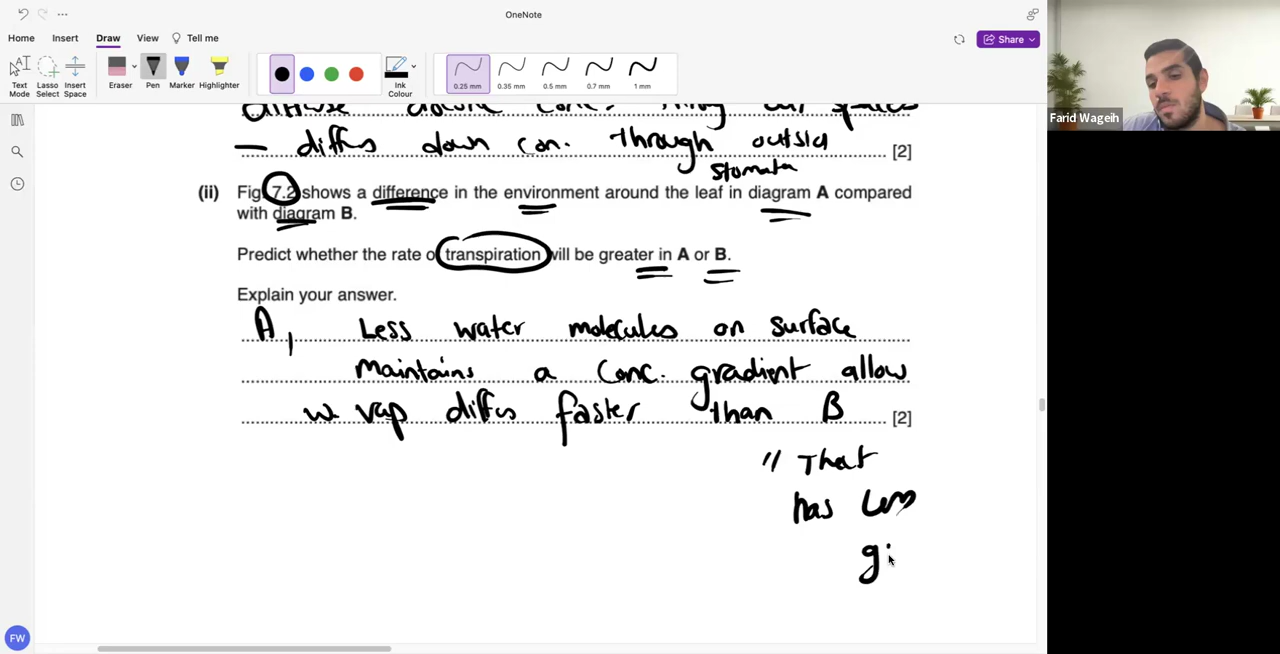 OneNote
Home Insert Draw View Tell me
Share
Text Mode
Lasso Select
Insert Space
Eraser
Pen
Marker
Highlighter
Ink Colour
0.25 mm
0.35 mm
0.5 mm
0.7 mm
1 mm
Farid Wageih
— diffus down con. through outsid [2]
stomata
(ii) Fig. 7.2 shows a difference in the environment around the leaf in diagram A compared
with diagram B.
Predict whether the rate o transpiration will be greater in A or B.
Explain your answer.
A, Less water molecules on surface
maintains a conc. gradient allow
w vap diffus faster than B [2]
" That
has Less
gi
FW